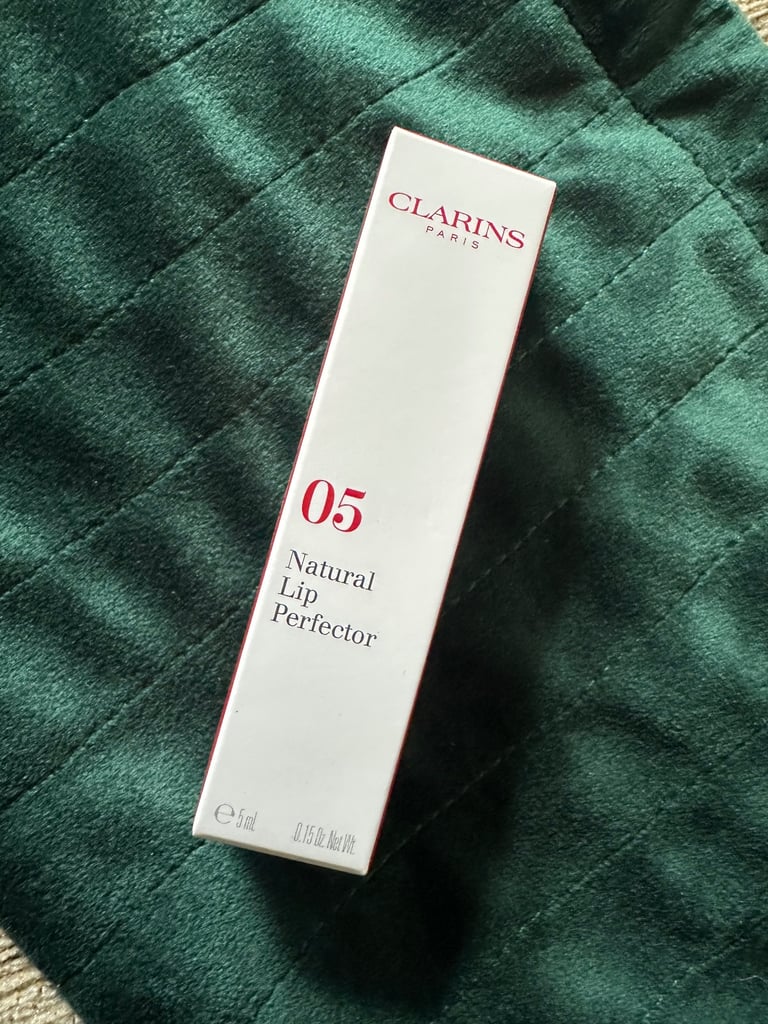 CLARINS
PARIS
05
Natural
Lip
Perfector
℮ 5 ml 0.15 Oz. Net Wt.